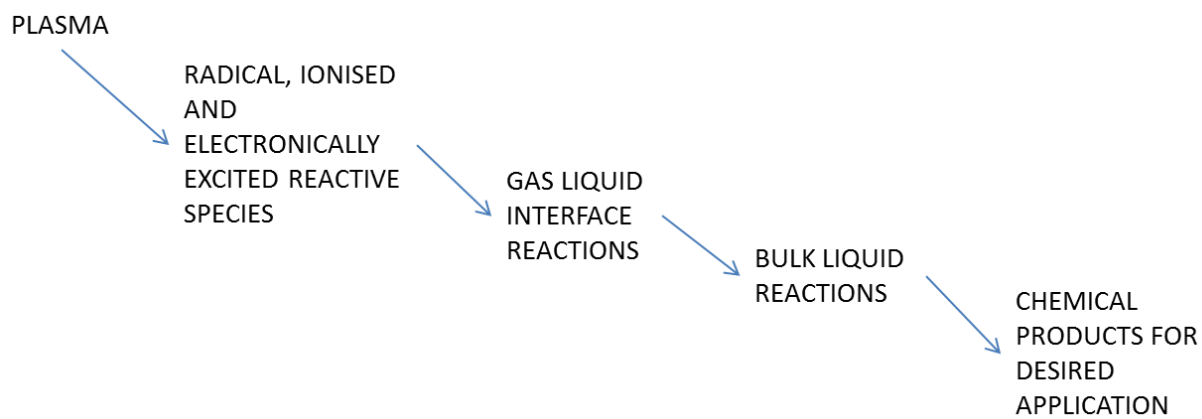 PLASMA
RADICAL, IONISED
AND
ELECTRONICALLY
EXCITED REACTIVE
SPECIES
GAS LIQUID
INTERFACE
REACTIONS
BULK LIQUID
REACTIONS
CHEMICAL
PRODUCTS FOR
DESIRED
APPLICATION